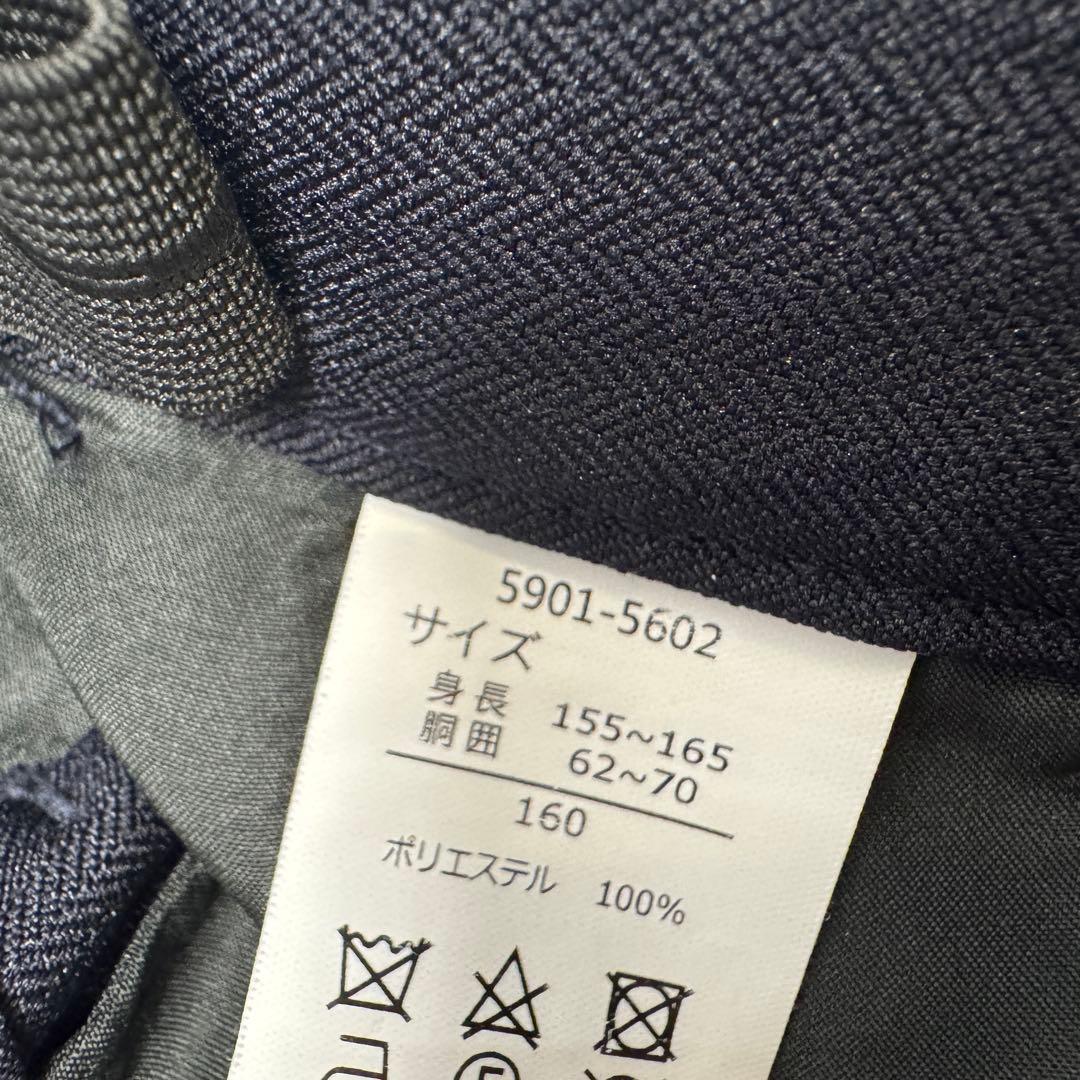 5901-5602
サイズ
身長 155~165
胴囲 62~70
160
ポリエステル 100%